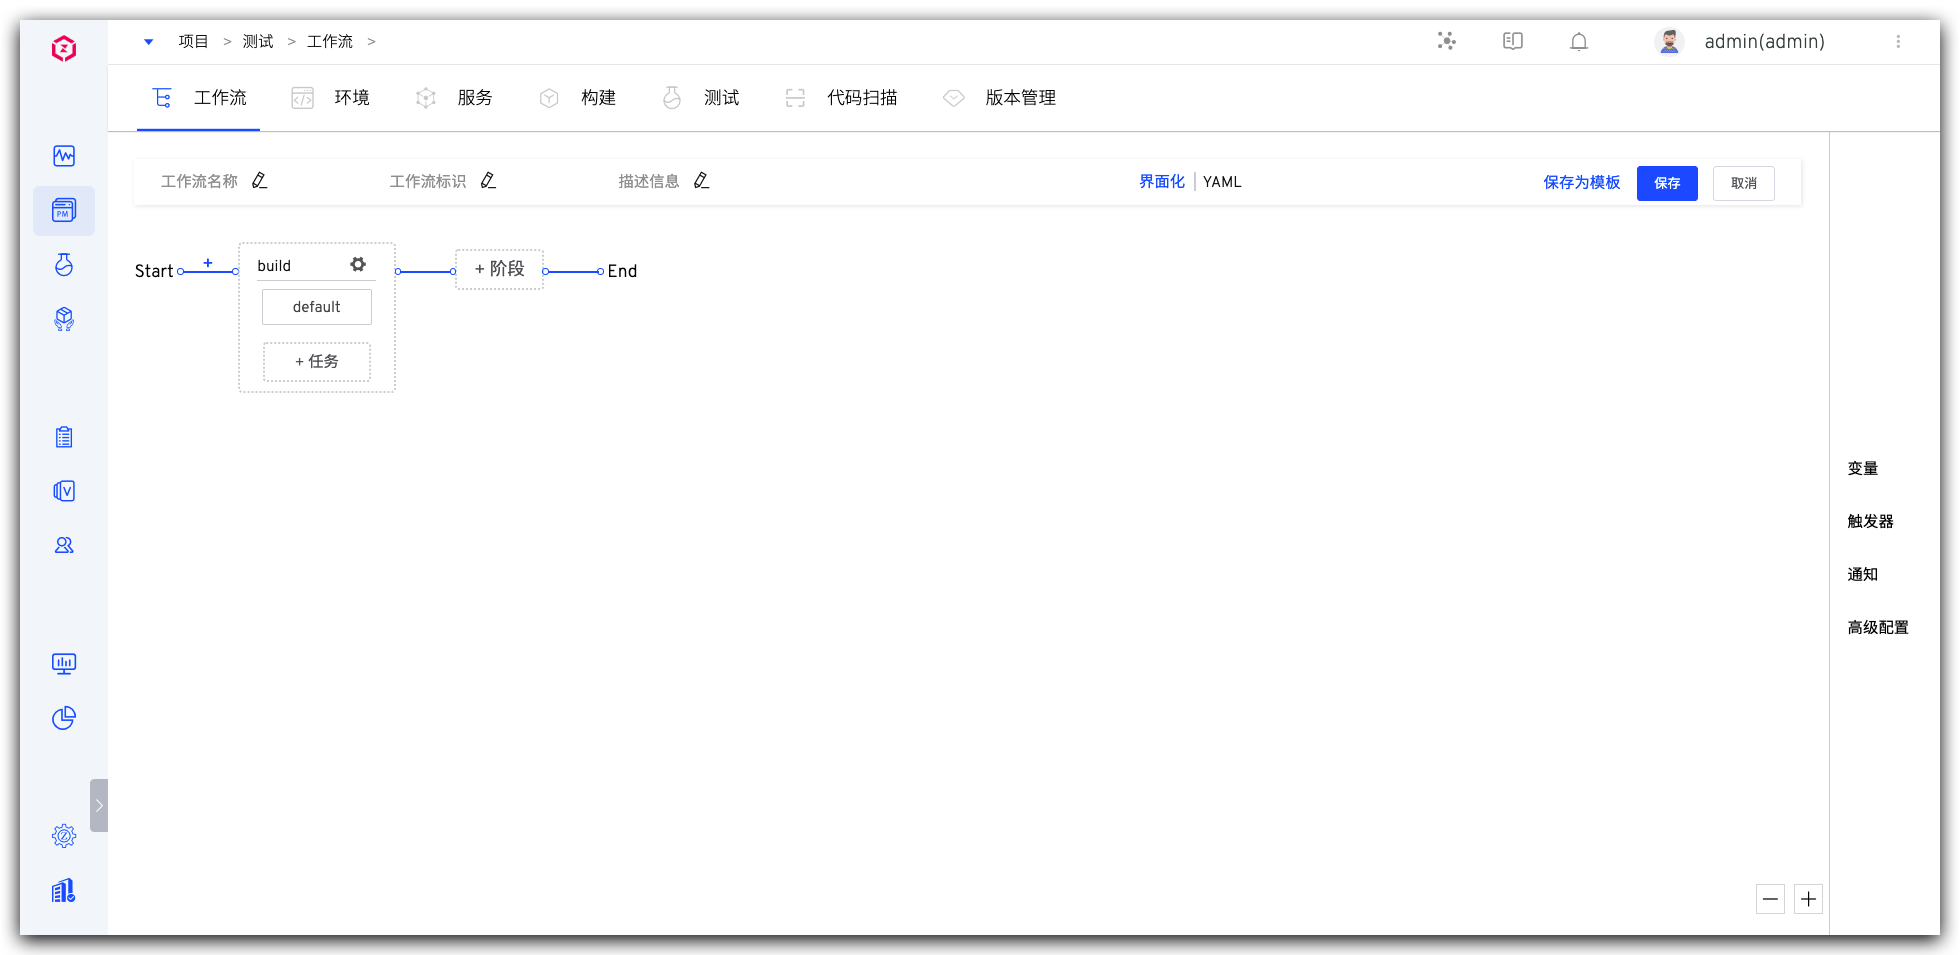 项目 > 测试 > 工作流 >
admin(admin)
工作流 环境 服务 构建 测试 代码扫描 版本管理
PM
工作流名称 工作流标识 描述信息 界面化 YAML 保存为模板 保存 取消
Start + build + 阶段 End
default
+ 任务
V
变量
触发器
通知
高级配置